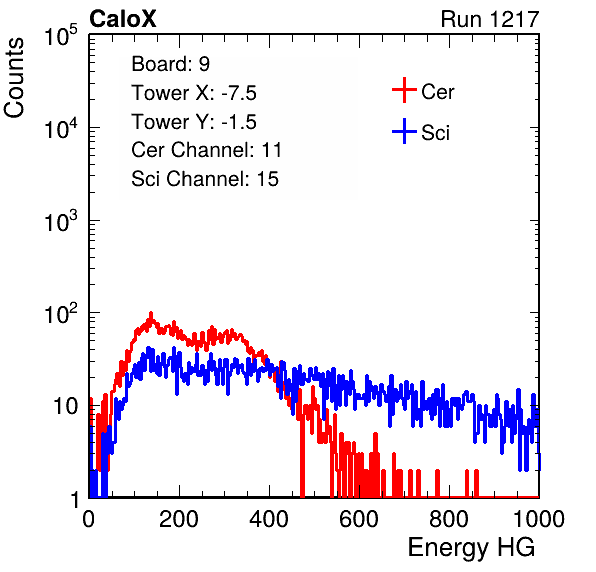 CaloX Run 1217
Counts
10^5
10^4
10^3
10^2
10
1
Board: 9
Tower X: -7.5
Tower Y: -1.5
Cer Channel: 11
Sci Channel: 15
Cer
Sci
0 200 400 600 800 1000
Energy HG